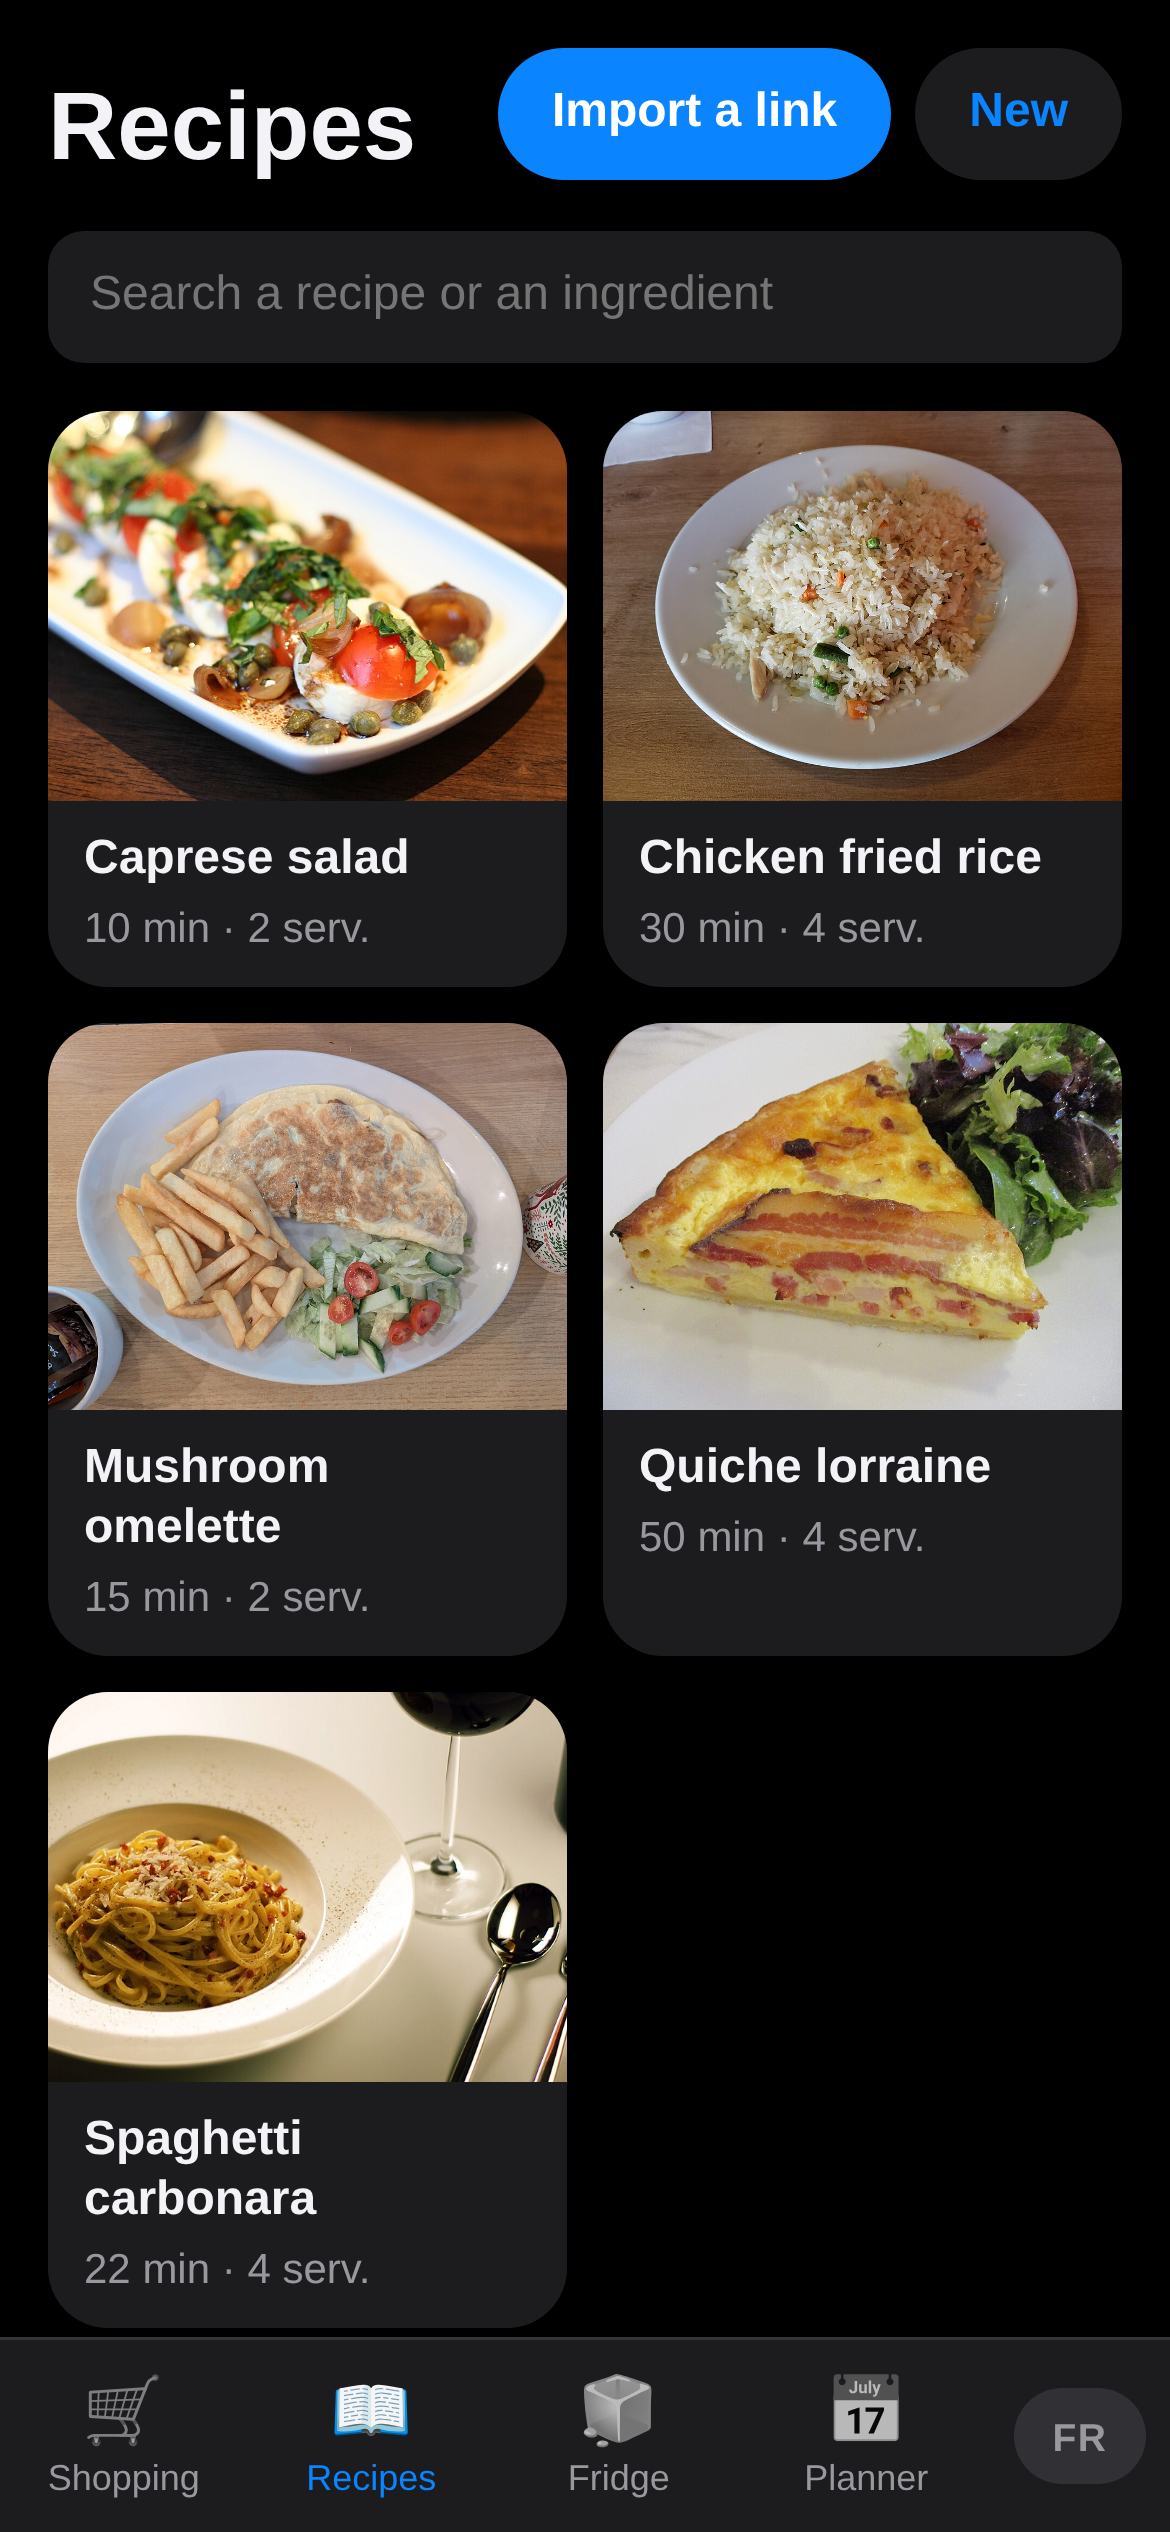 Recipes
Import a link
New
Search a recipe or an ingredient
Caprese salad
10 min · 2 serv.
Chicken fried rice
30 min · 4 serv.
Mushroom
omelette
15 min · 2 serv.
Quiche lorraine
50 min · 4 serv.
Spaghetti
carbonara
22 min · 4 serv.
Shopping
Recipes
Fridge
July
17
Planner
FR